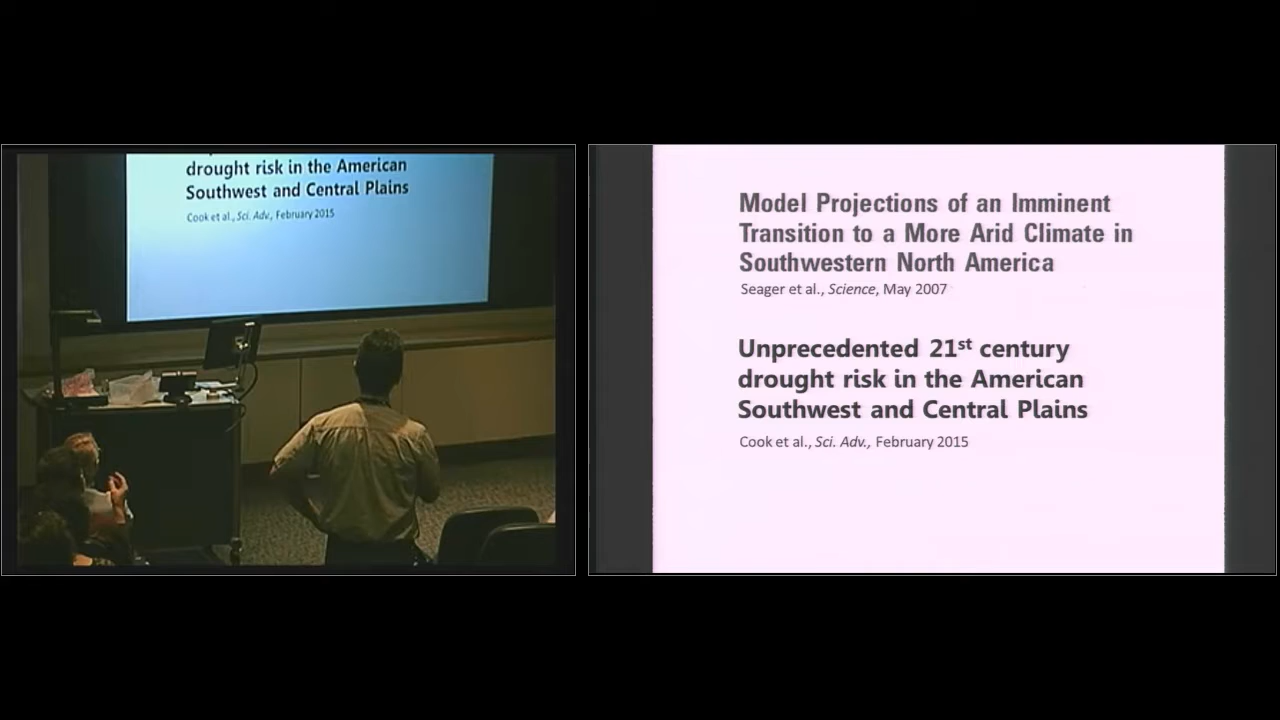 drought risk in the American
Southwest and Central Plains
Cook et al., Sci. Adv., February 2015
Model Projections of an Imminent
Transition to a More Arid Climate in
Southwestern North America
Seager et al., Science, May 2007
Unprecedented 21st century
drought risk in the American
Southwest and Central Plains
Cook et al., Sci. Adv., February 2015